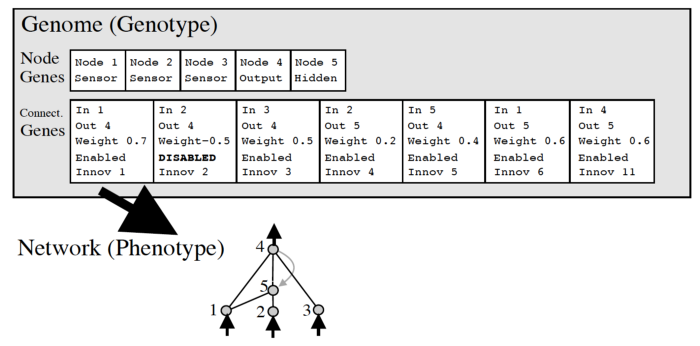 Genome (Genotype)
Node Genes
Node 1 Sensor
Node 2 Sensor
Node 3 Sensor
Node 4 Output
Node 5 Hidden
Connect. Genes
In 1
Out 4
Weight 0.7
Enabled
Innov 1
In 2
Out 4
Weight-0.5
DISABLED
Innov 2
In 3
Out 4
Weight 0.5
Enabled
Innov 3
In 2
Out 5
Weight 0.2
Enabled
Innov 4
In 5
Out 4
Weight 0.4
Enabled
Innov 5
In 1
Out 5
Weight 0.6
Enabled
Innov 6
In 4
Out 5
Weight 0.6
Enabled
Innov 11
Network (Phenotype)
4
5
1
2
3